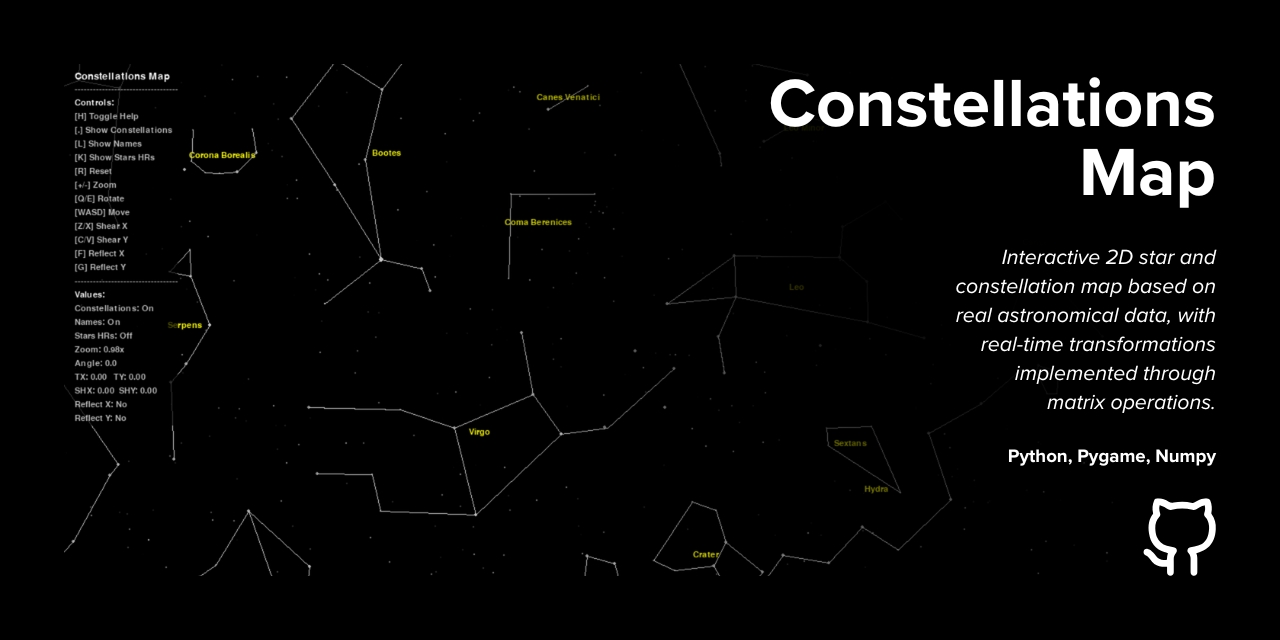 Constellations Map
Controls:
[H] Toggle Help
[.] Show Constellations
[L] Show Names
[K] Show Stars HRs
[R] Reset
[+/-] Zoom
[Q/E] Rotate
[WASD] Move
[Z/X] Shear X
[C/V] Shear Y
[F] Reflect X
[G] Reflect Y
Values:
Constellations: On
Names: On
Stars HRs: Off
Zoom: 0.98x
Angle: 0.0
TX: 0.00 TY: 0.00
SHX: 0.00 SHY: 0.00
Reflect X: No
Reflect Y: No
Canes Venatici
Corona Borealis
Bootes
Coma Berenices
Leo
Serpens
Virgo
Sextans
Hydra
Crater
Constellations
Map
Interactive 2D star and
constellation map based on
real astronomical data, with
real-time transformations
implemented through
matrix operations.
Python, Pygame, Numpy